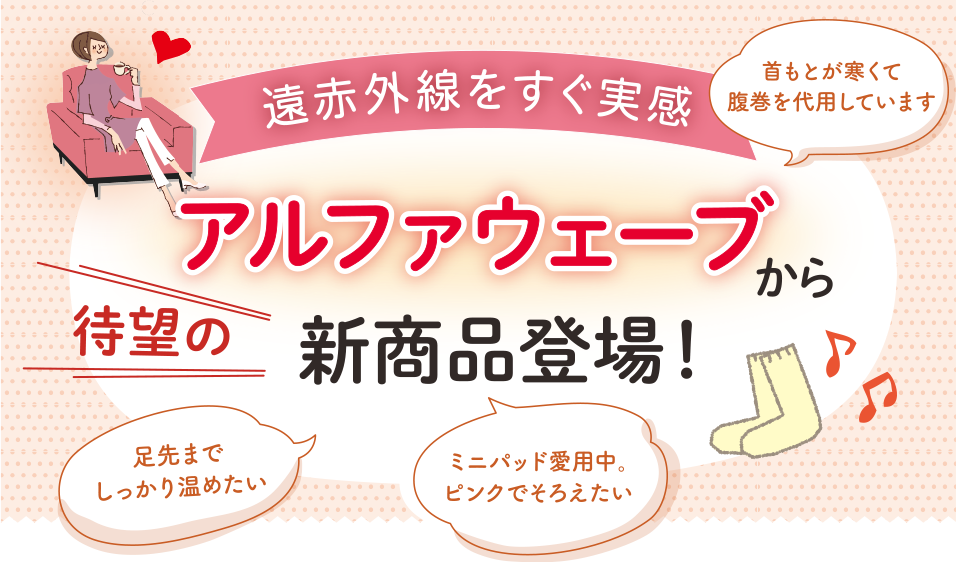 遠赤外線をすぐ実感
首もとが寒くて
腹巻を代用しています
アルファウェーブ
から
待望の
新商品登場！
足先まで
しっかり温めたい
ミニパッド愛用中。
ピンクでそろえたい